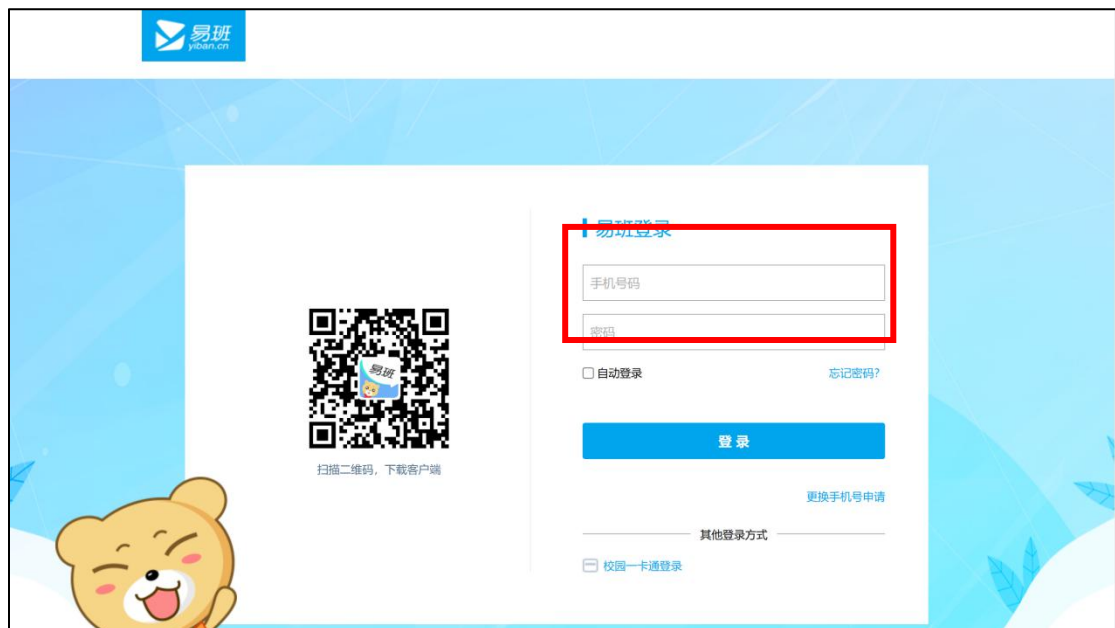 易班
yiban.cn
易班登录
手机号码
密码
自动登录
忘记密码?
登录
易班
扫描二维码，下载客户端
更换手机号申请
其他登录方式
校园一卡通登录